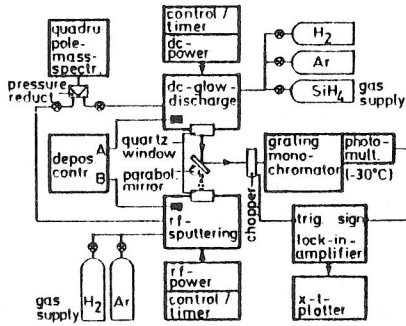 quadru
pole-
mass-
spectr.
control /
timer
dc-
power
H2
Ar
SiH4
gas
supply
pressure
reduct.
dc-glow-
discharge
depos.
contr.
A
B
quartz
window
parabol.
mirror
chopper
grating
mono-
chromator
photo-
mult.
(-30°C)
rf-
sputtering
trig.
sign.
lock-in-
amplifier
x-t-
plotter
gas
supply
H2
Ar
rf-
power
control /
timer